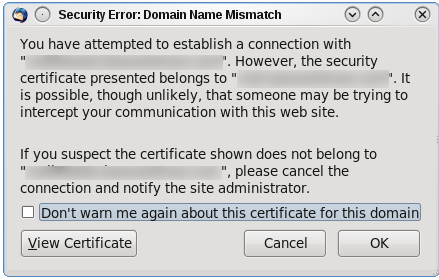 Security Error: Domain Name Mismatch
You have attempted to establish a connection with
"". However, the security
certificate presented belongs to "". It
is possible, though unlikely, that someone may be trying to
intercept your communication with this web site.
If you suspect the certificate shown does not belong to
"", please cancel the
connection and notify the site administrator.
Don't warn me again about this certificate for this domain
View Certificate Cancel OK